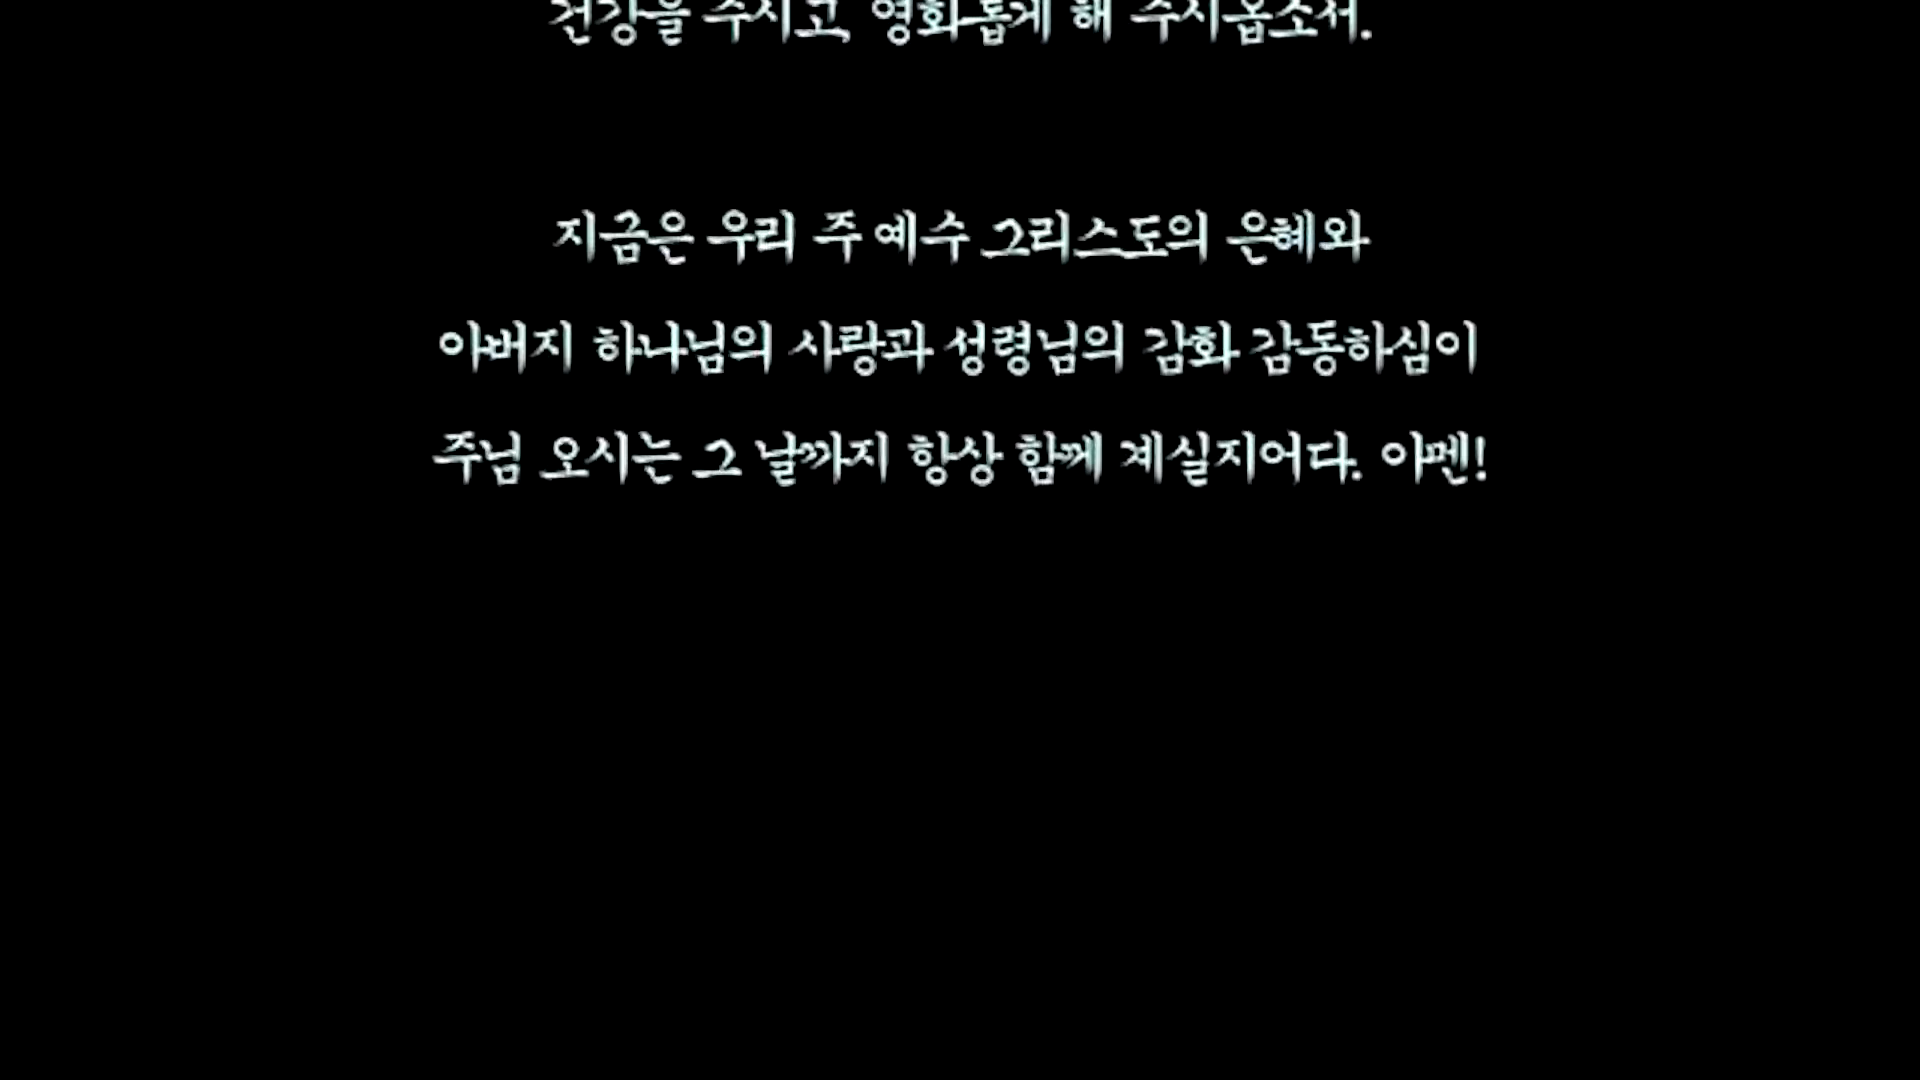 건강을 주시고, 영화롭게 해 주시옵소서.
지금은 우리 주 예수 그리스도의 은혜와
아버지 하나님의 사랑과 성령님의 감화 감동하심이
주님 오시는 그 날까지 항상 함께 계실지어다. 아멘!